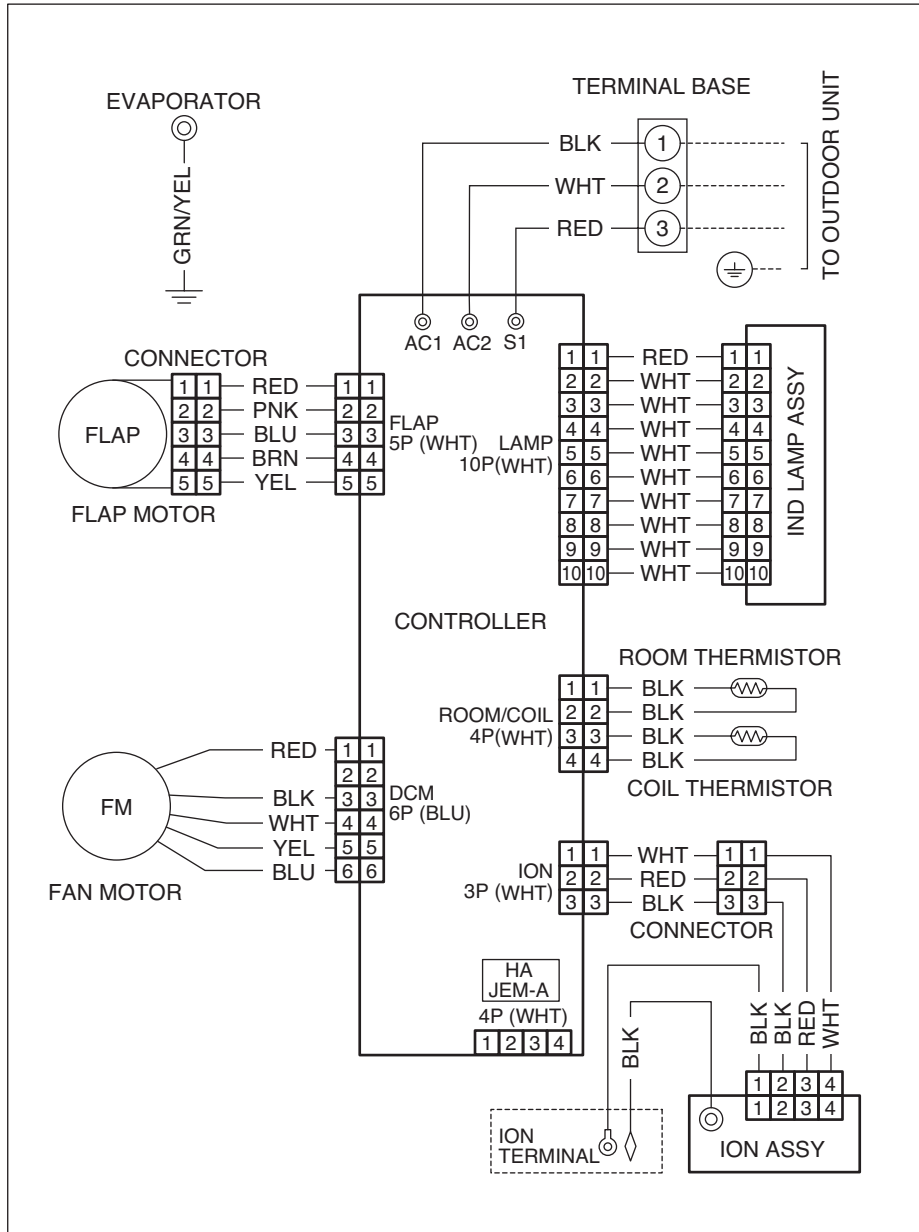 EVAPORATOR
GRN/YEL
TERMINAL BASE
BLK 1
WHT 2
RED 3
TO OUTDOOR UNIT
AC1 AC2 S1
CONNECTOR
FLAP
FLAP MOTOR
1 1 RED 1 1
2 2 PNK 2 2
3 3 BLU 3 3
4 4 BRN 4 4
5 5 YEL 5 5
FLAP
5P (WHT)
LAMP
10P(WHT)
1 1 RED 1 1
2 2 WHT 2 2
3 3 WHT 3 3
4 4 WHT 4 4
5 5 WHT 5 5
6 6 WHT 6 6
7 7 WHT 7 7
8 8 WHT 8 8
9 9 WHT 9 9
10 10 WHT 10 10
IND LAMP ASSY
CONTROLLER
ROOM THERMISTOR
ROOM/COIL
4P(WHT)
1 1 BLK
2 2 BLK
3 3 BLK
4 4 BLK
COIL THERMISTOR
FM
FAN MOTOR
RED 1 1
2 2
BLK 3 3
WHT 4 4
YEL 5 5
BLU 6 6
DCM
6P (BLU)
ION
3P (WHT)
1 1 WHT 1 1
2 2 RED 2 2
3 3 BLK 3 3
CONNECTOR
HA
JEM-A
4P (WHT)
1 2 3 4
BLK
BLK BLK RED WHT
1 2 3 4
1 2 3 4
ION
TERMINAL
ION ASSY